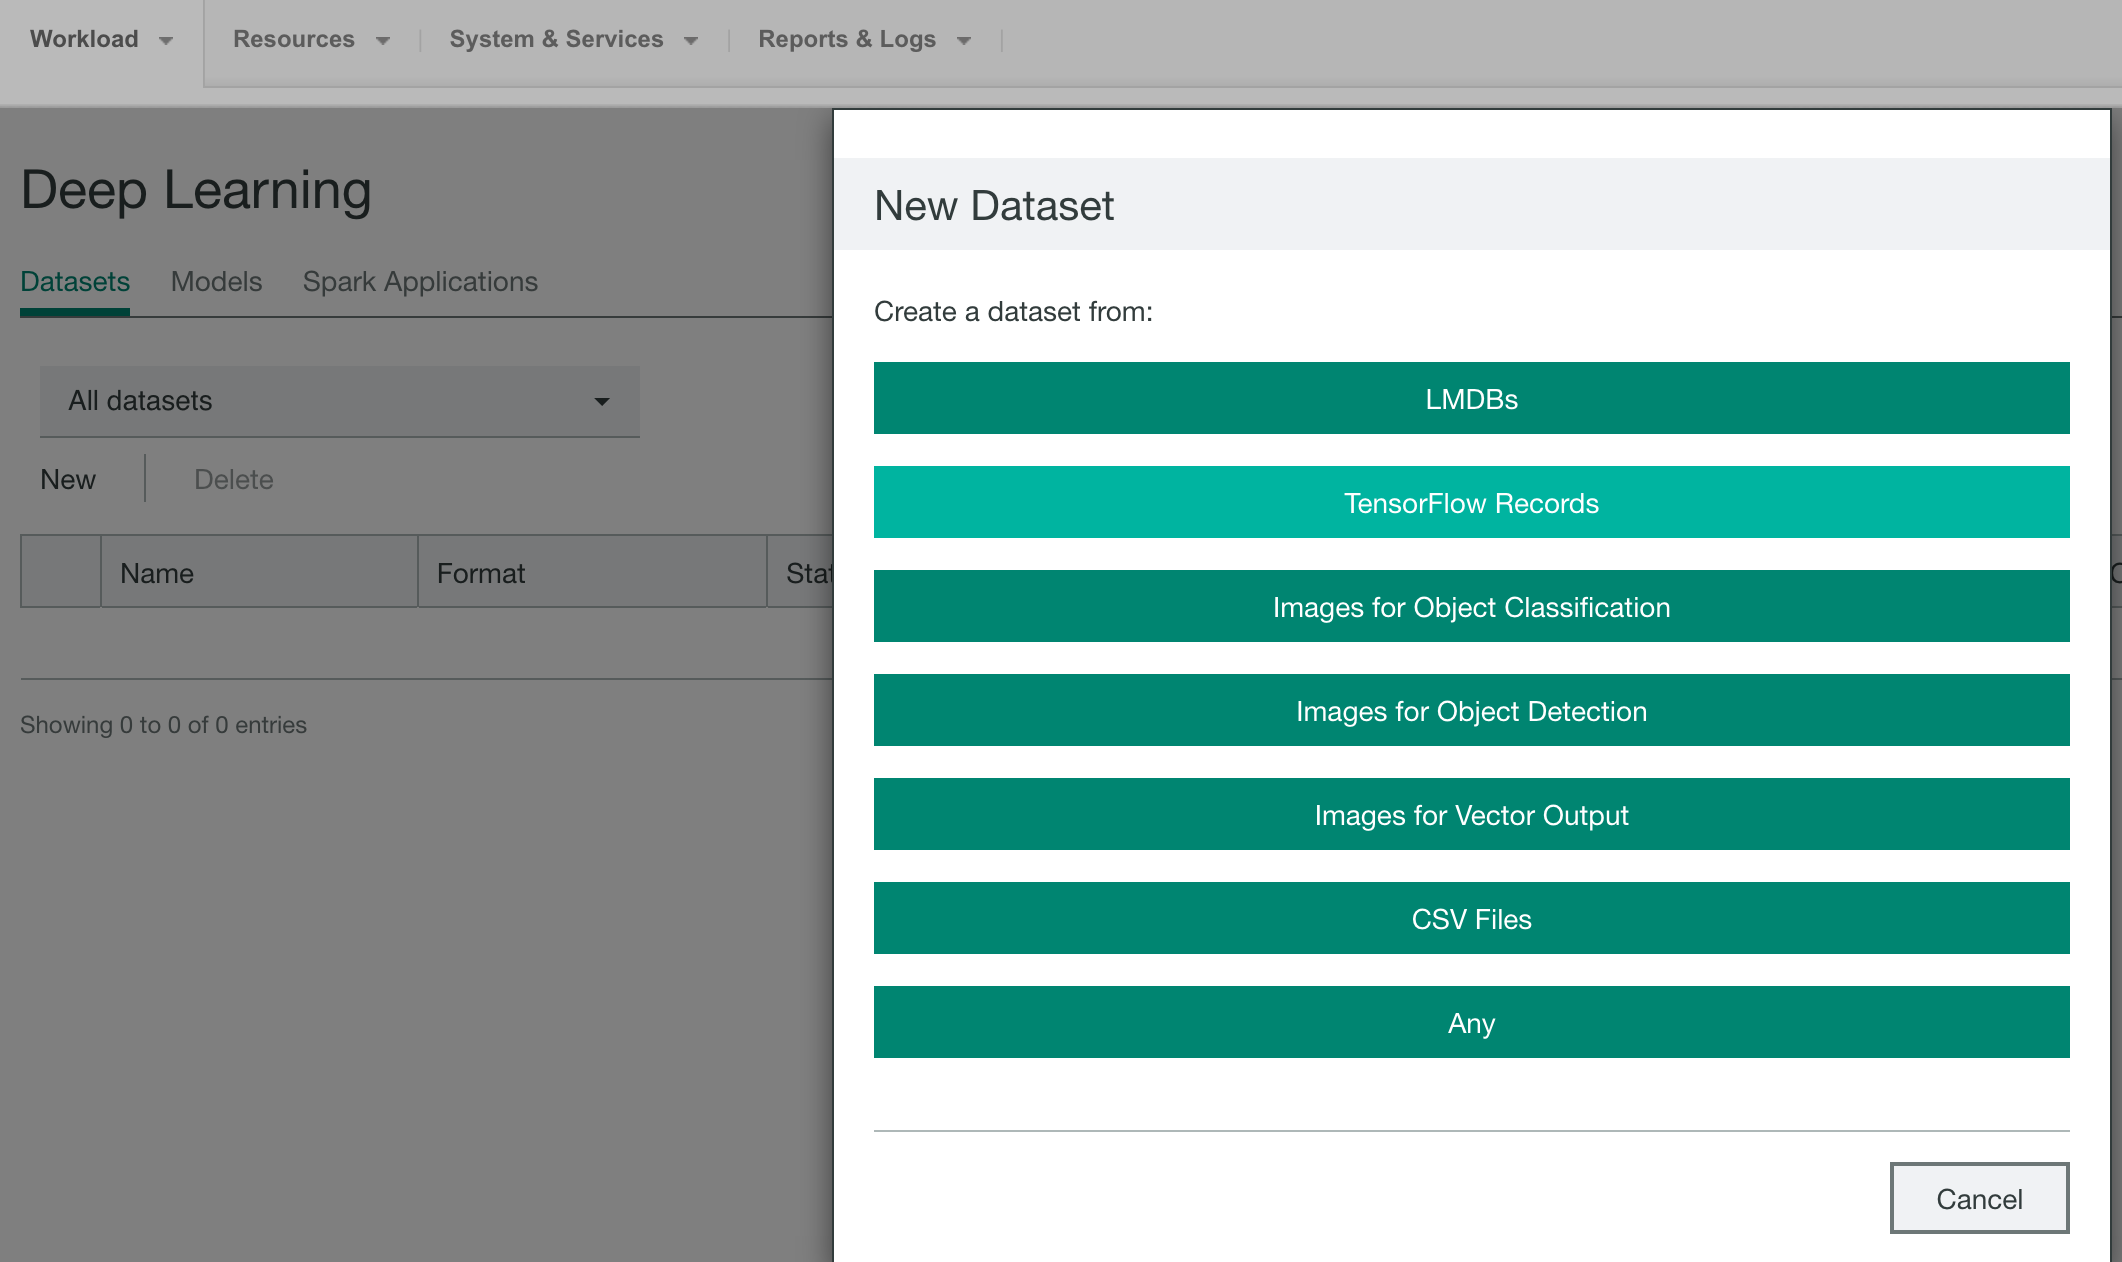 Workload Resources System & Services Reports & Logs
Deep Learning
Datasets Models Spark Applications
All datasets
New Delete
Name Format
Showing 0 to 0 of 0 entries
New Dataset
Create a dataset from:
LMDBs
TensorFlow Records
Images for Object Classification
Images for Object Detection
Images for Vector Output
CSV Files
Any
Cancel